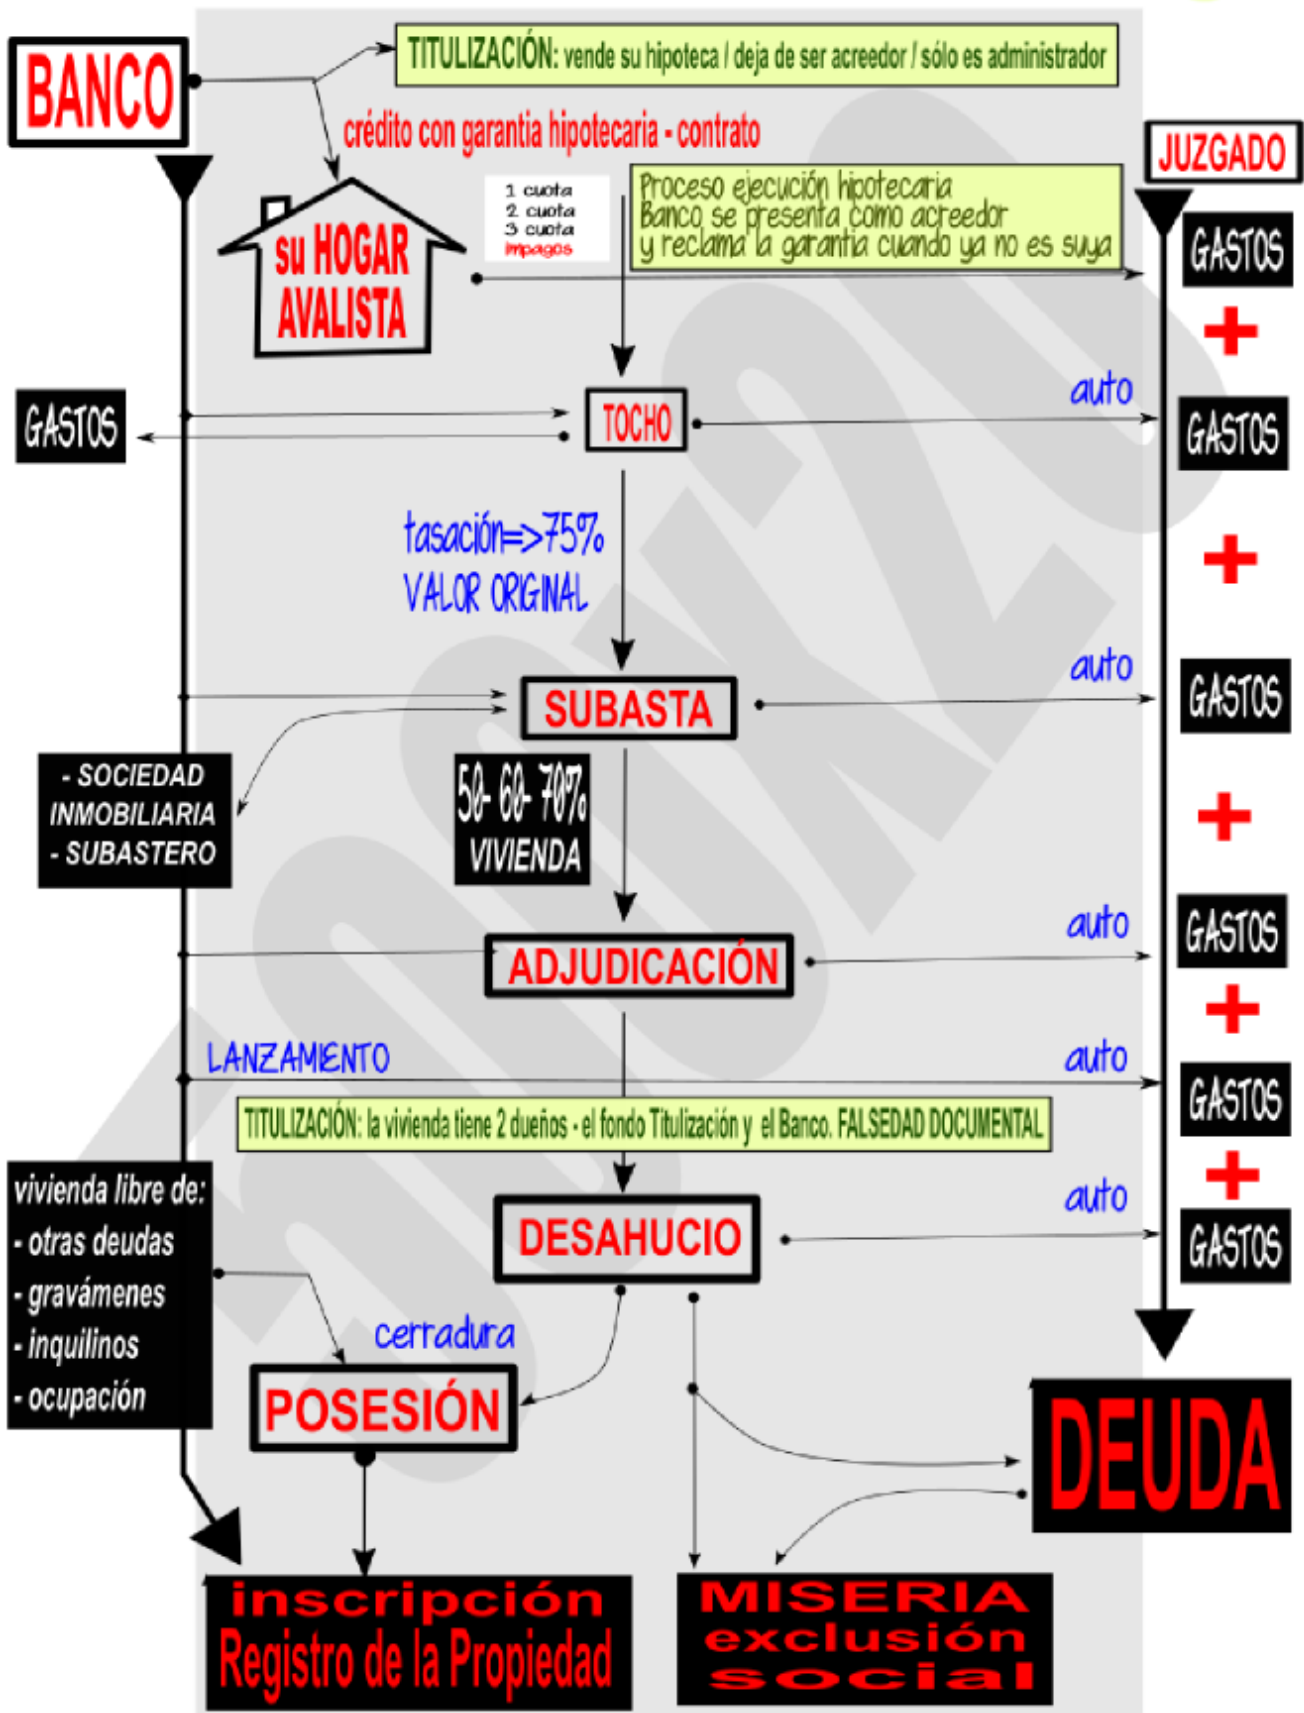 TITULIZACIÓN: vende su hipoteca / deja de ser acreedor / sólo es administrador
BANCO
crédito con garantia hipotecaria - contrato
JUZGADO
1 cuota
2 cuota
3 cuota
impagos
Proceso ejecución hipotecaria
Banco se presenta como acreedor
y reclama la garantia cuando ya no es suya
su HOGAR
AVALISTA
GASTOS
+
auto
GASTOS
TOCHO
GASTOS
tasación=>75%
VALOR ORIGINAL
+
auto
SUBASTA
GASTOS
- SOCIEDAD
INMOBILIARIA
- SUBASTERO
50- 60- 70%
VIVIENDA
+
auto
ADJUDICACIÓN
GASTOS
+
LANZAMIENTO
auto
GASTOS
TITULIZACIÓN: la vivienda tiene 2 dueños - el fondo Titulización y el Banco. FALSEDAD DOCUMENTAL
+
vivienda libre de:
- otras deudas
- gravámenes
- inquilinos
- ocupación
auto
DESAHUCIO
GASTOS
cerradura
POSESIÓN
DEUDA
inscripción
Registro de la Propiedad
MISERIA
exclusión
social
500x20